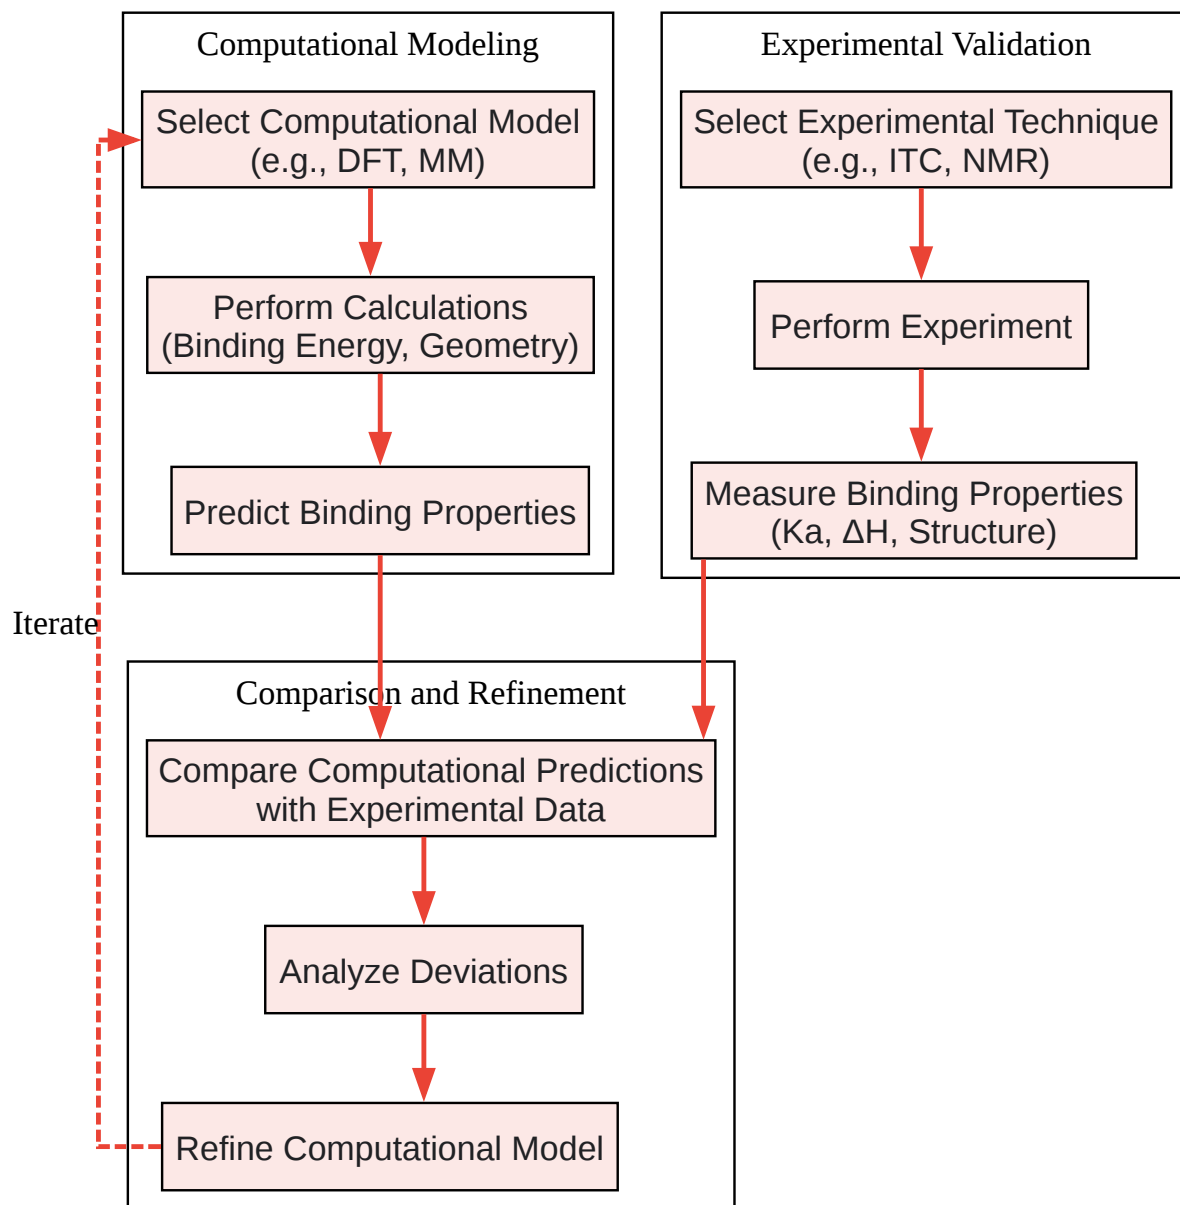 Computational Modeling
Select Computational Model
(e.g., DFT, MM)
Perform Calculations
(Binding Energy, Geometry)
Predict Binding Properties
Experimental Validation
Select Experimental Technique
(e.g., ITC, NMR)
Perform Experiment
Measure Binding Properties
(Ka, ΔH, Structure)
Iterate
Comparison and Refinement
Compare Computational Predictions
with Experimental Data
Analyze Deviations
Refine Computational Model